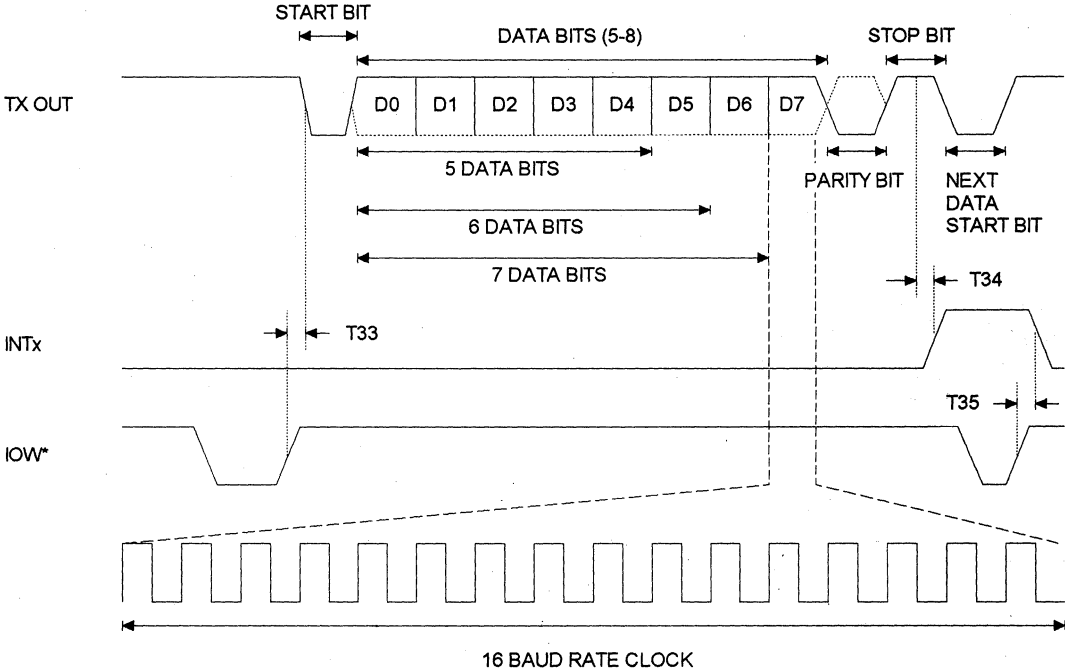 START BIT
DATA BITS (5-8)
STOP BIT
TX OUT
D0 D1 D2 D3 D4 D5 D6 D7
5 DATA BITS
PARITY BIT
NEXT
DATA
START BIT
6 DATA BITS
7 DATA BITS
T34
T33
INTx
T35
IOW*
16 BAUD RATE CLOCK